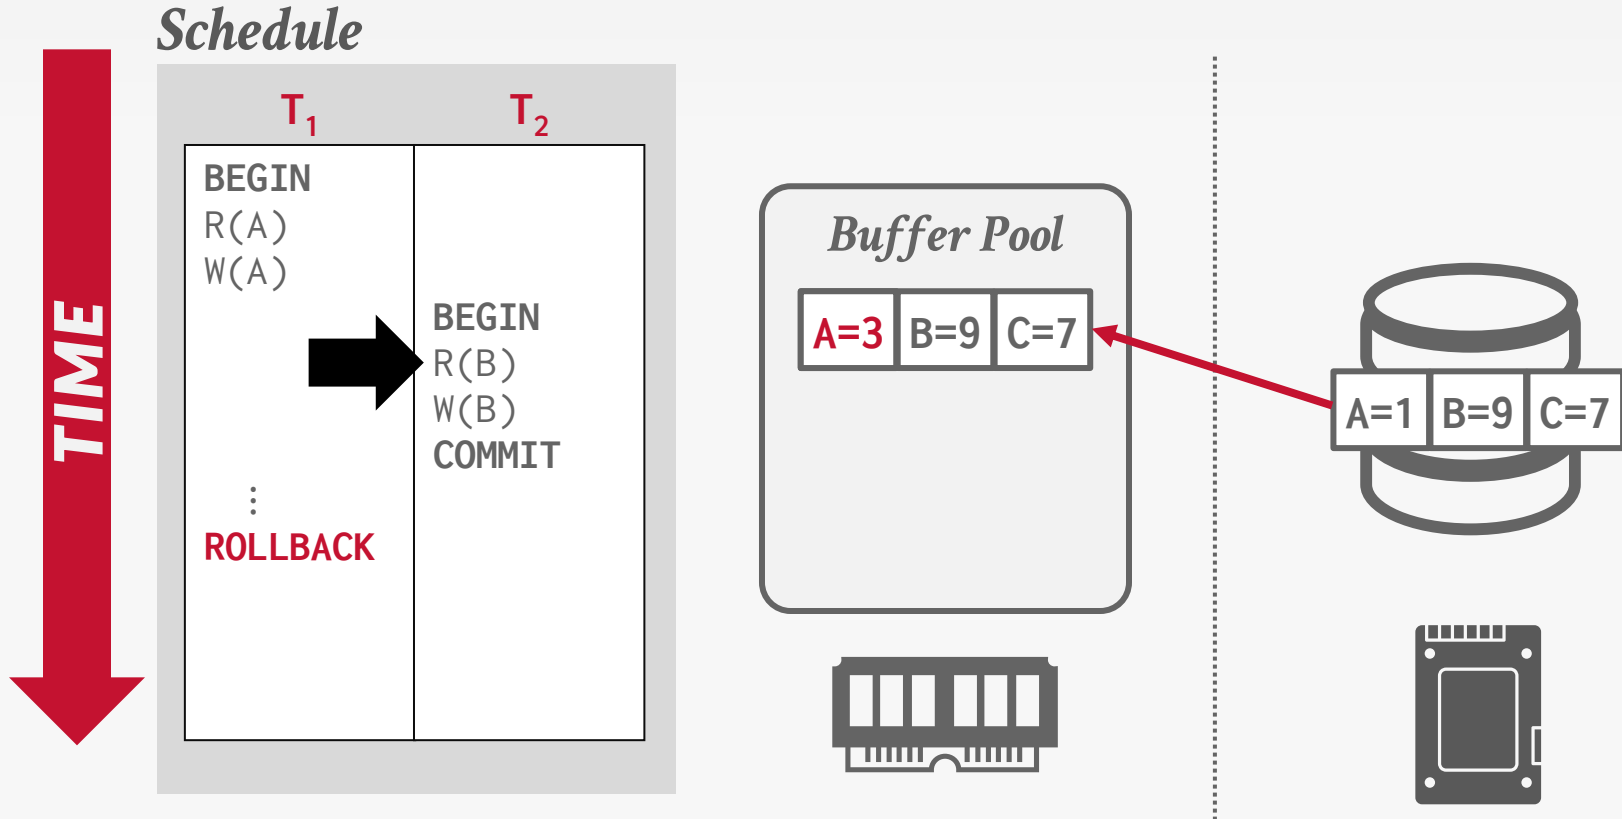 Schedule
TIME
T1 T2
BEGIN
R(A)
W(A)
BEGIN
R(B)
W(B)
COMMIT
⋮
ROLLBACK
Buffer Pool
A=3 B=9 C=7
A=1 B=9 C=7